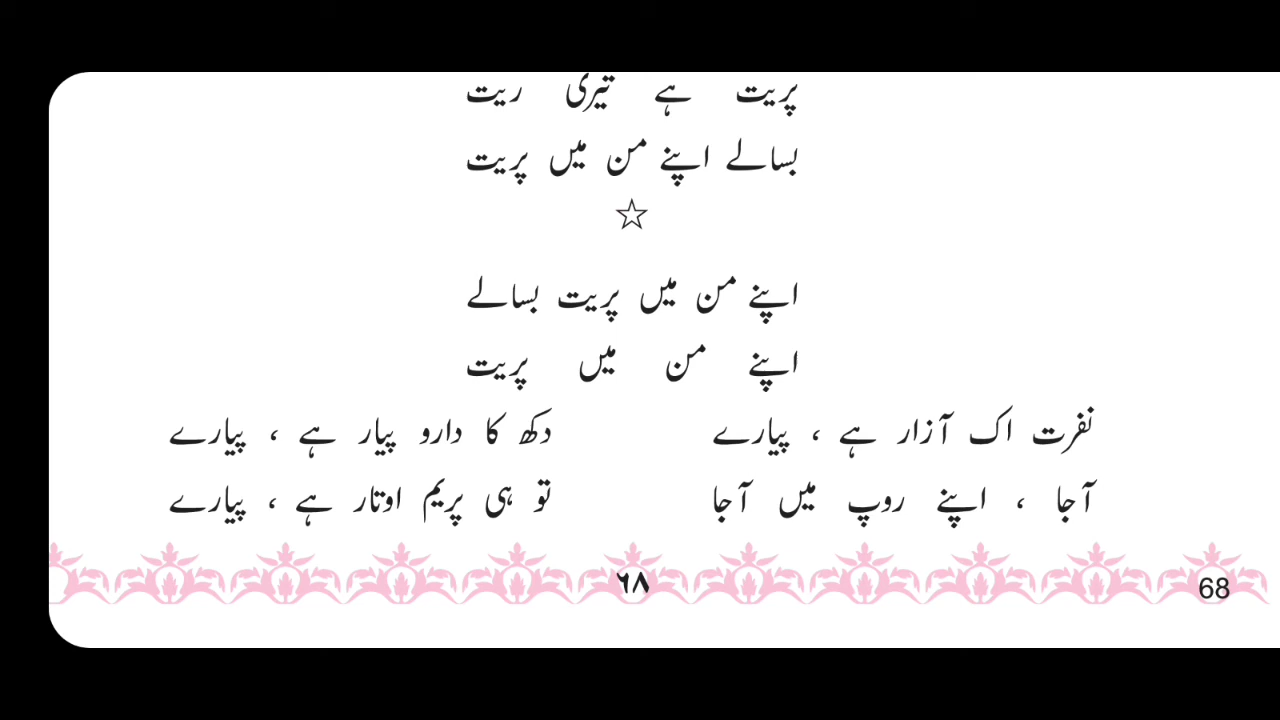 پریت ہے تیری ریت
بسالے اپنے من میں پریت
☆
اپنے من میں پریت بسالے
اپنے من میں پریت
نفرت اک آزار ہے ، پیارے دکھ کا دارو پیار ہے ، پیارے
آجا ، اپنے روپ میں آجا تو ہی پریم اوتار ہے ، پیارے
۶۸
68